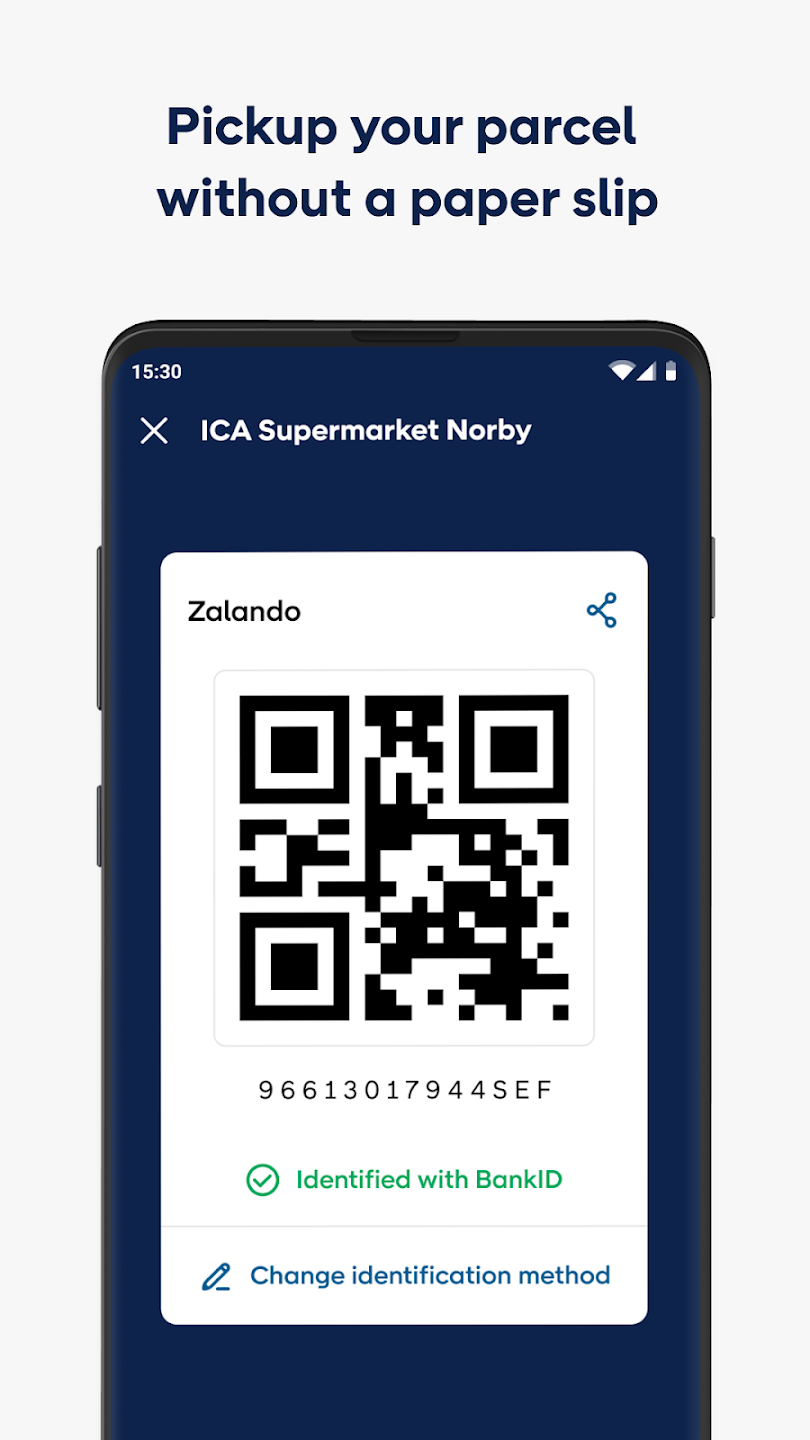 Pickup your parcel
without a paper slip
15:30
ICA Supermarket Norby
Zalando
96613017944SEF
Identified with BankID
Change identification method